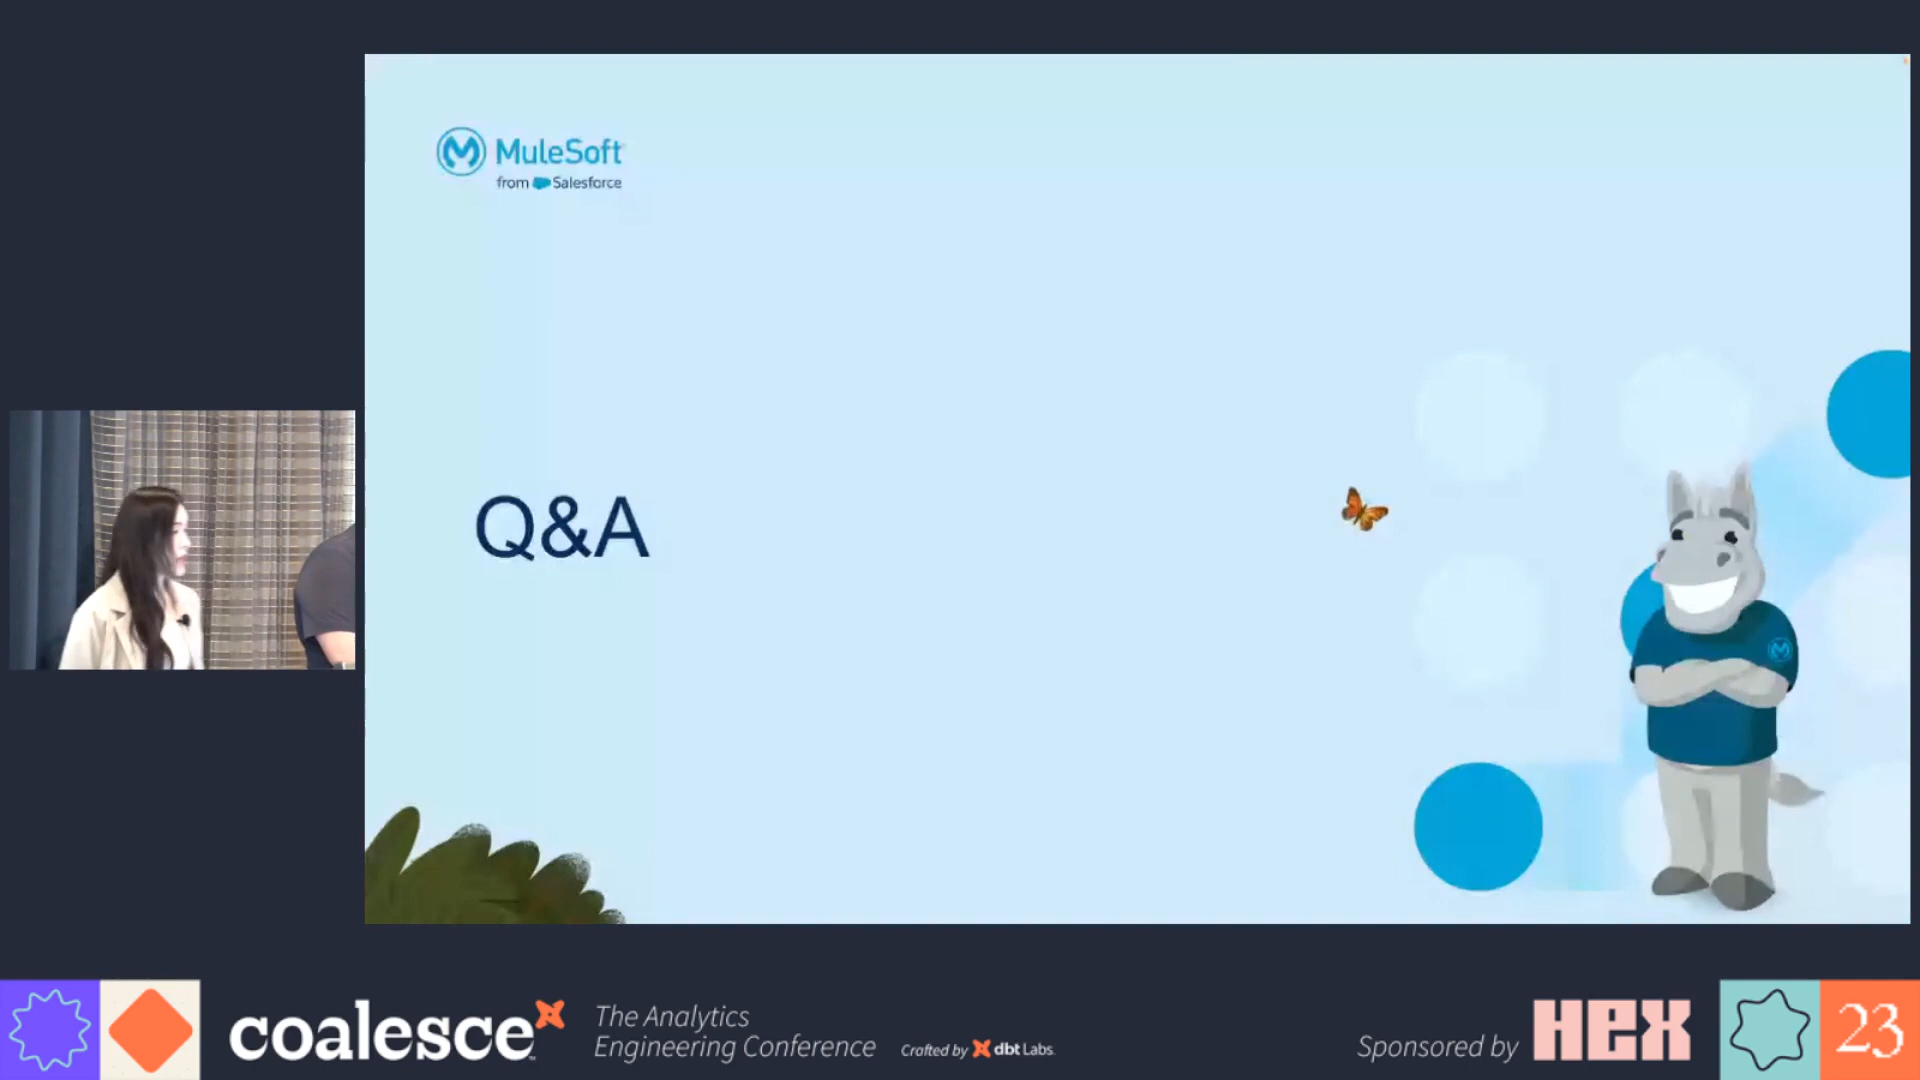 MuleSoft
from Salesforce
Q&A
coalesce
The Analytics
Engineering Conference
Crafted by dbt Labs
Sponsored by HEX
23